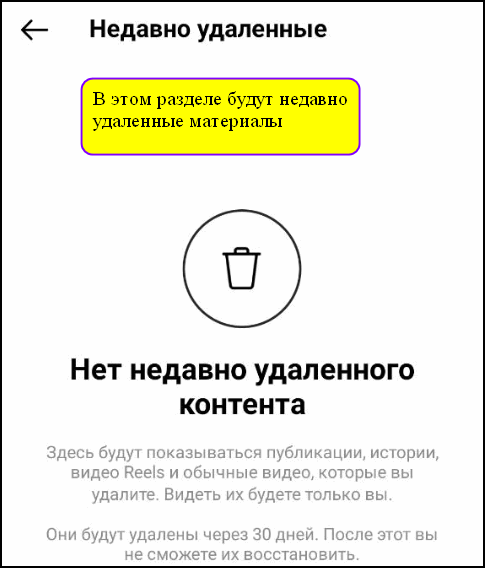 Недавно удаленные
В этом разделе будут недавно
удаленные материалы
Нет недавно удаленного
контента
Здесь будут показываться публикации, истории,
видео Reels и обычные видео, которые вы
удалите. Видеть их будете только вы.
Они будут удалены через 30 дней. После этот вы
не сможете их восстановить.